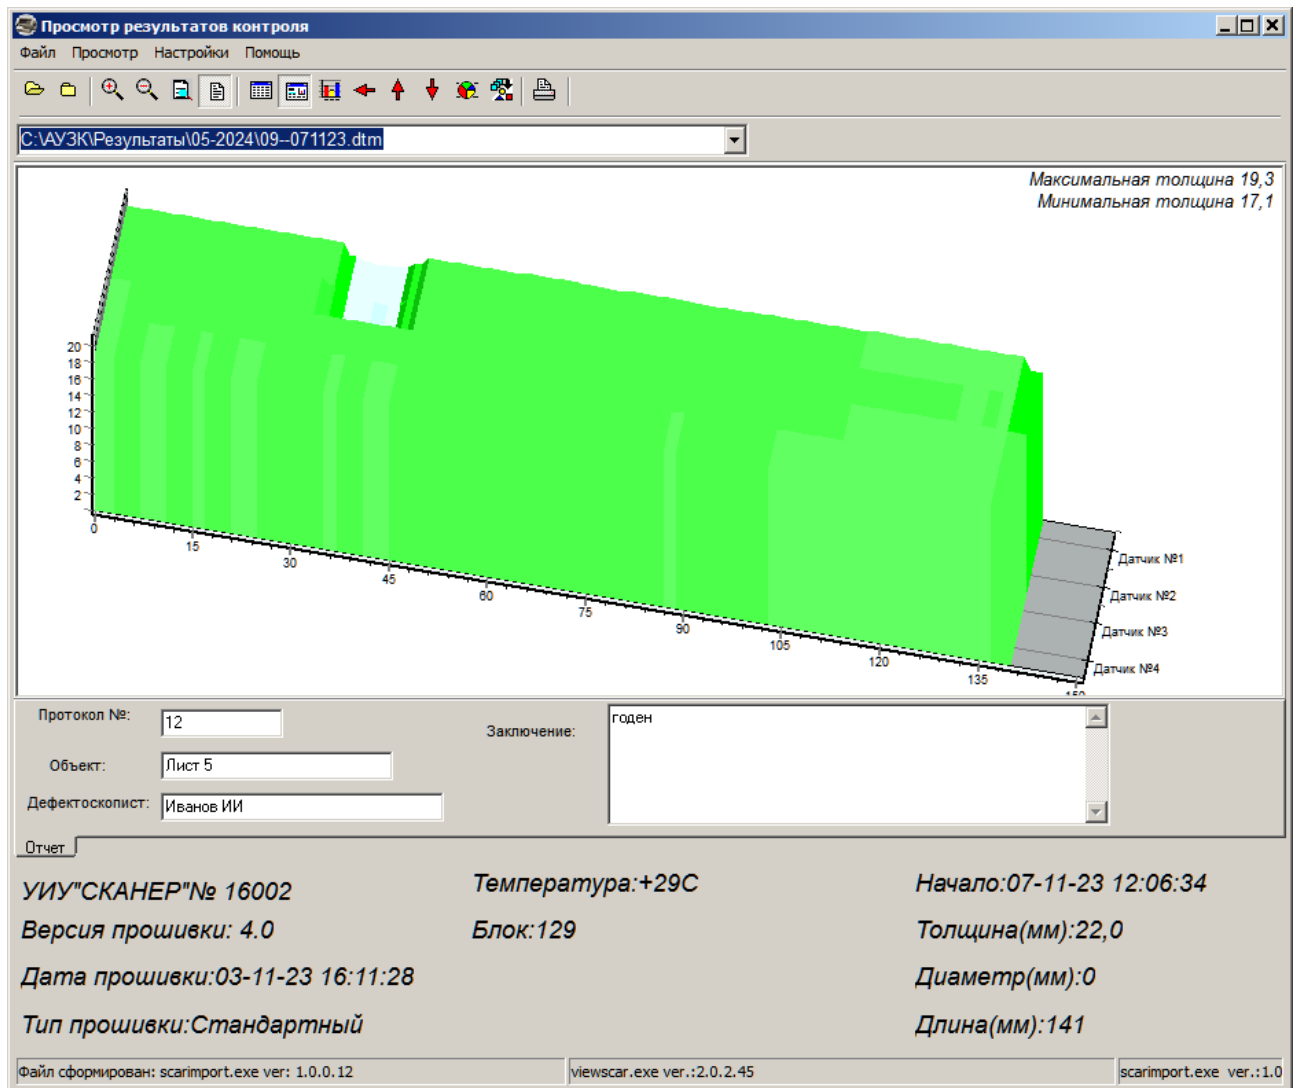 Просмотр результатов контроля
Файл Просмотр Настройки Помощь
C:\АУЗК\Результаты\05-2024\09--071123.dtm
Максимальная толщина 19,3
Минимальная толщина 17,1
20
18
16
14
12
10
8
6
4
2
0
15
30
45
60
75
90
105
120
135
150
Датчик №1
Датчик №2
Датчик №3
Датчик №4
Протокол №: 12
Объект: Лист 5
Дефектоскопист: Иванов ИИ
Заключение: годен
Отчет
УИУ"СКАНЕР"№ 16002
Версия прошивки: 4.0
Дата прошивки:03-11-23 16:11:28
Тип прошивки:Стандартный
Температура:+29С
Блок:129
Начало:07-11-23 12:06:34
Толщина(мм):22,0
Диаметр(мм):0
Длина(мм):141
Файл сформирован: scarimport.exe ver: 1.0.0.12
viewscar.exe ver.:2.0.2.45
scarimport.exe ver.:1.0